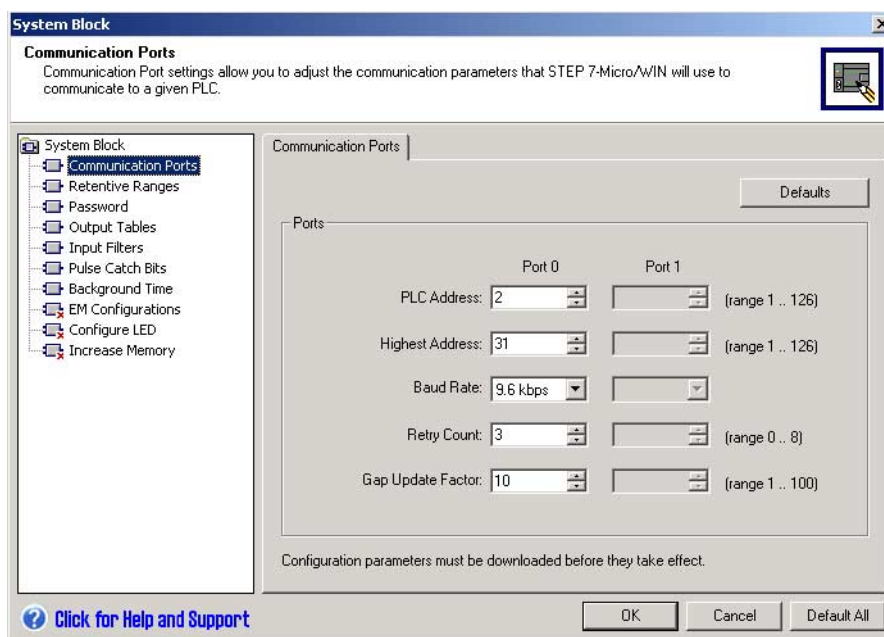 System Block
Communication Ports
Communication Port settings allow you to adjust the communication parameters that STEP 7-Micro/WIN will use to
communicate to a given PLC.
System Block
Communication Ports
Retentive Ranges
Password
Output Tables
Input Filters
Pulse Catch Bits
Background Time
EM Configurations
Configure LED
Increase Memory
Communication Ports
Defaults
Ports
Port 0 Port 1
PLC Address: 2 (range 1 .. 126)
Highest Address: 31 (range 1 .. 126)
Baud Rate: 9.6 kbps
Retry Count: 3 (range 0 .. 8)
Gap Update Factor: 10 (range 1 .. 100)
Configuration parameters must be downloaded before they take effect.
? Click for Help and Support
OK Cancel Default All